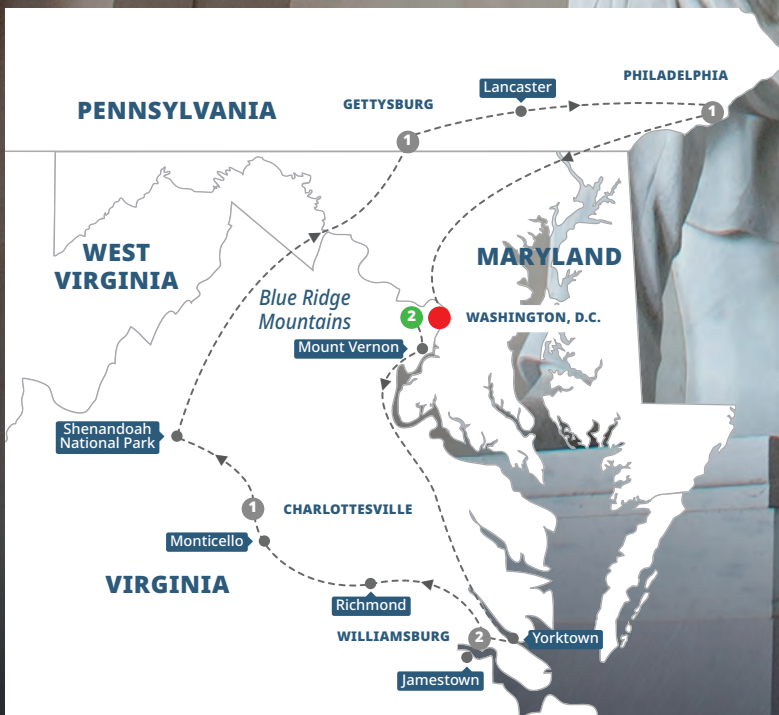 PHILADELPHIA
Lancaster
PENNSYLVANIA
GETTYSBURG
1
1
WEST
VIRGINIA
MARYLAND
Blue Ridge
Mountains
2
WASHINGTON, D.C.
Mount Vernon
Shenandoah
National Park
1
CHARLOTTESVILLE
Monticello
VIRGINIA
Richmond
WILLIAMSBURG
2
Yorktown
Jamestown